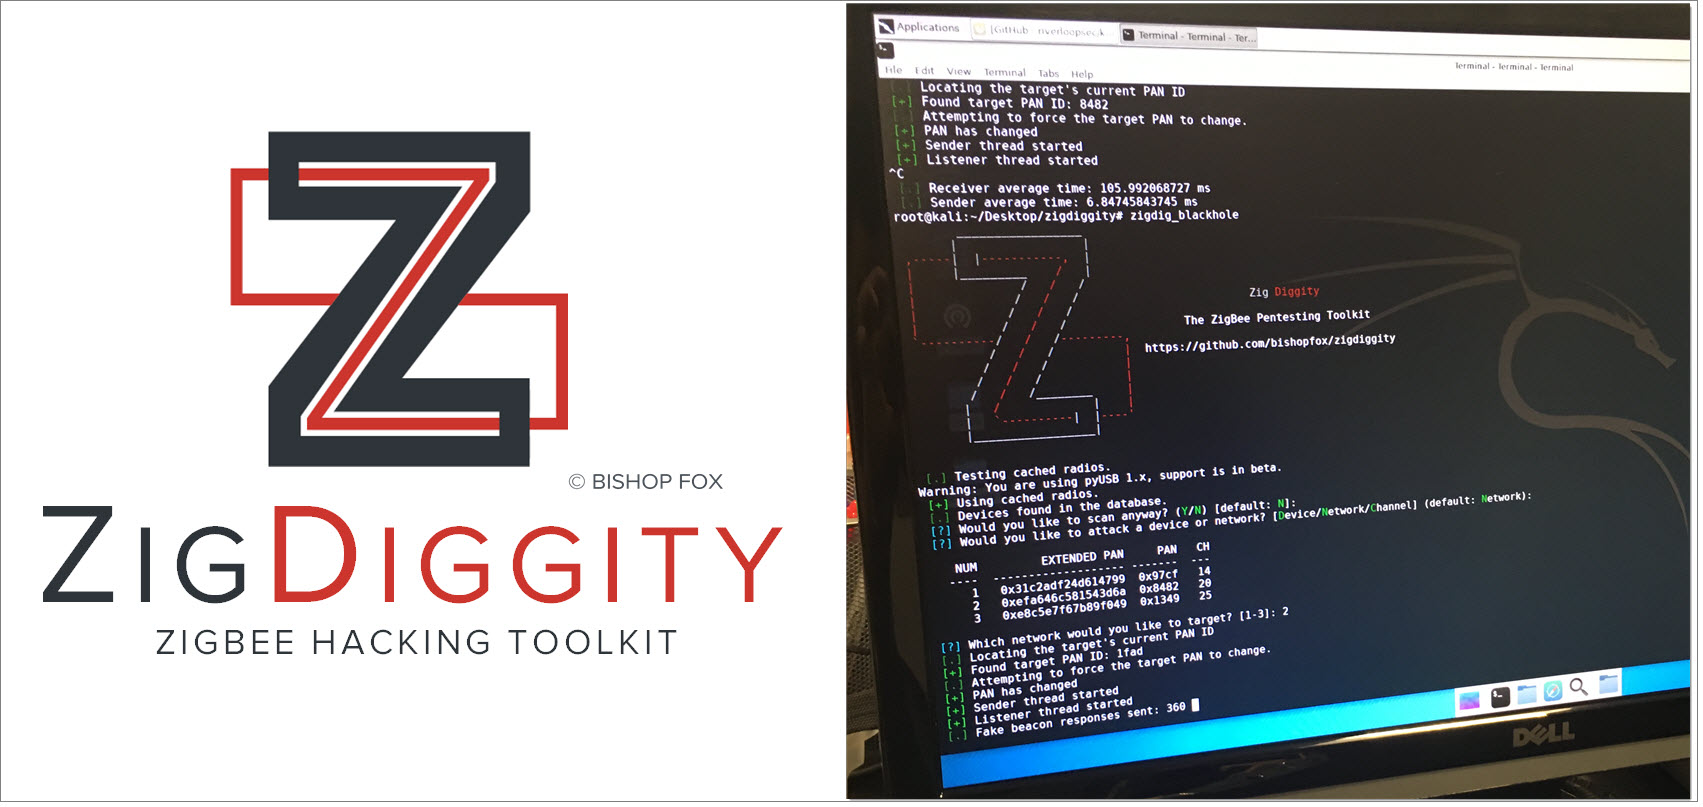 © BISHOP FOX
ZIGDIGGITY
ZIGBEE HACKING TOOLKIT
Applications
[GitHub - riverloopsec/k...
Terminal - Terminal - Ter...
Terminal - Terminal - Terminal
File Edit View Terminal Tabs Help
[.] Locating the target's current PAN ID
[+] Found target PAN ID: 8482
[.] Attempting to force the target PAN to change.
[+] PAN has changed
[+] Sender thread started
[+] Listener thread started
^C
[.] Receiver average time: 105.992068727 ms
[.] Sender average time: 6.84745843745 ms
root@kali:~/Desktop/zigdiggity# zigdig_blackhole
Zig Diggity
The ZigBee Pentesting Toolkit
https://github.com/bishopfox/zigdiggity
[.] Testing cached radios.
Warning: You are using pyUSB 1.x, support is in beta.
[+] Using cached radios.
[.] Devices found in the database.
[?] Would you like to scan anyway? (Y/N) [default: N]:
[?] Would you like to attack a device or network? [Device/Network/Channel] (default: Network):
NUM EXTENDED PAN PAN CH
---- -------------------- ------- ---
1 0x31c2adf24d614799 0x97cf 14
2 0xefa646c581543d6a 0x8482 20
3 0xe8c5e7f67b89f049 0x1349 25
[?] Which network would you like to target? [1-3]: 2
[.] Locating the target's current PAN ID
[+] Found target PAN ID: 1fad
[.] Attempting to force the target PAN to change.
[+] PAN has changed
[+] Sender thread started
[+] Listener thread started
[.] Fake beacon responses sent: 360
DELL